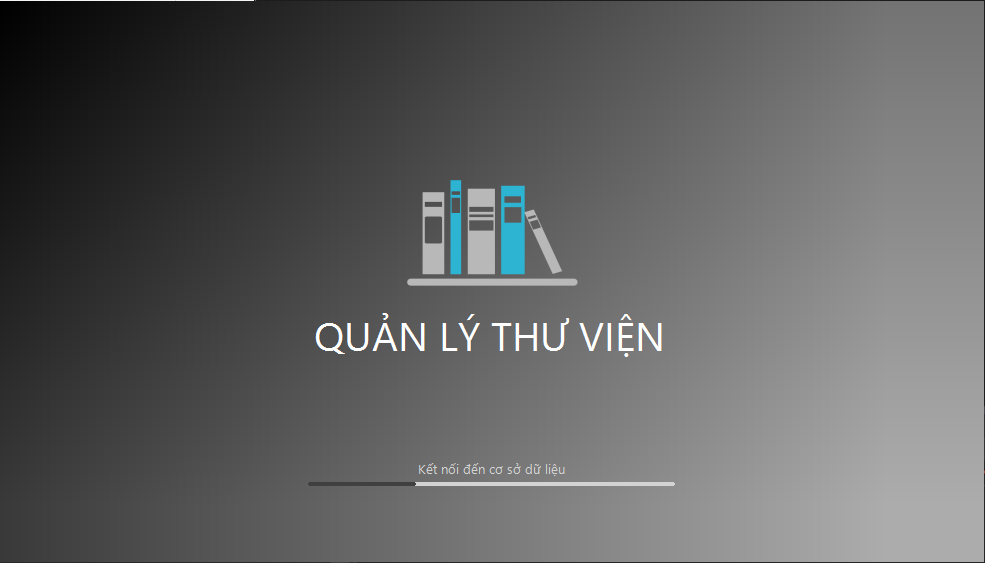 QUẢN LÝ THƯ VIỆN
Kết nối đến cơ sở dữ liệu